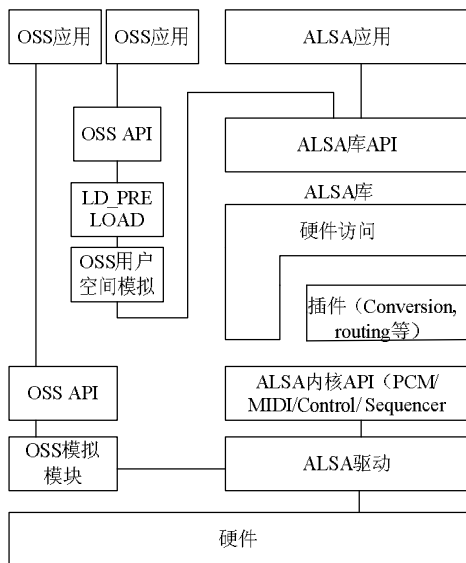 OSS应用
OSS应用
ALSA应用
OSS API
ALSA库API
LD_PRE
LOAD
ALSA库
硬件访问
OSS用户
空间模拟
插件（Conversion,
routing等）
OSS API
ALSA内核API（PCM/
MIDI/Control/ Sequencer
OSS模拟
模块
ALSA驱动
硬件